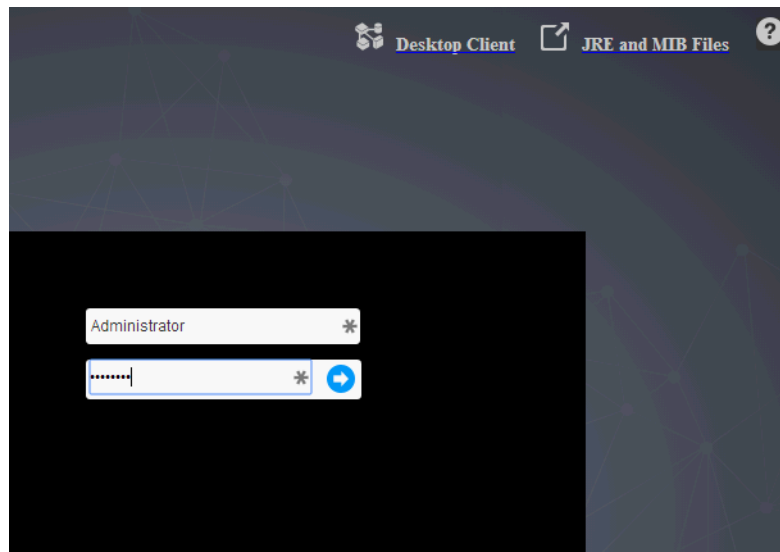 Desktop Client JRE and MIB Files ?
Administrator *
•••••••• *